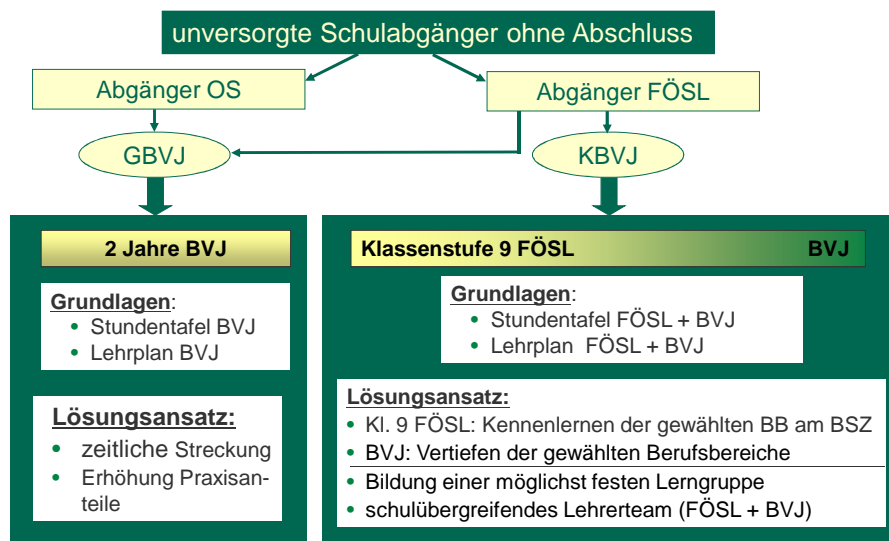 unversorgte Schulabgänger ohne Abschluss
Abgänger OS
Abgänger FÖSL
GBVJ
KBVJ
2 Jahre BVJ
Grundlagen:
• Stundentafel BVJ
• Lehrplan BVJ
Lösungsansatz:
• zeitliche Streckung
• Erhöhung Praxisan-
teile
Klassenstufe 9 FÖSL BVJ
Grundlagen:
• Stundentafel FÖSL + BVJ
• Lehrplan FÖSL + BVJ
Lösungsansatz:
• Kl. 9 FÖSL: Kennenlernen der gewählten BB am BSZ
• BVJ: Vertiefen der gewählten Berufsbereiche
• Bildung einer möglichst festen Lerngruppe
• schulübergreifendes Lehrerteam (FÖSL + BVJ)